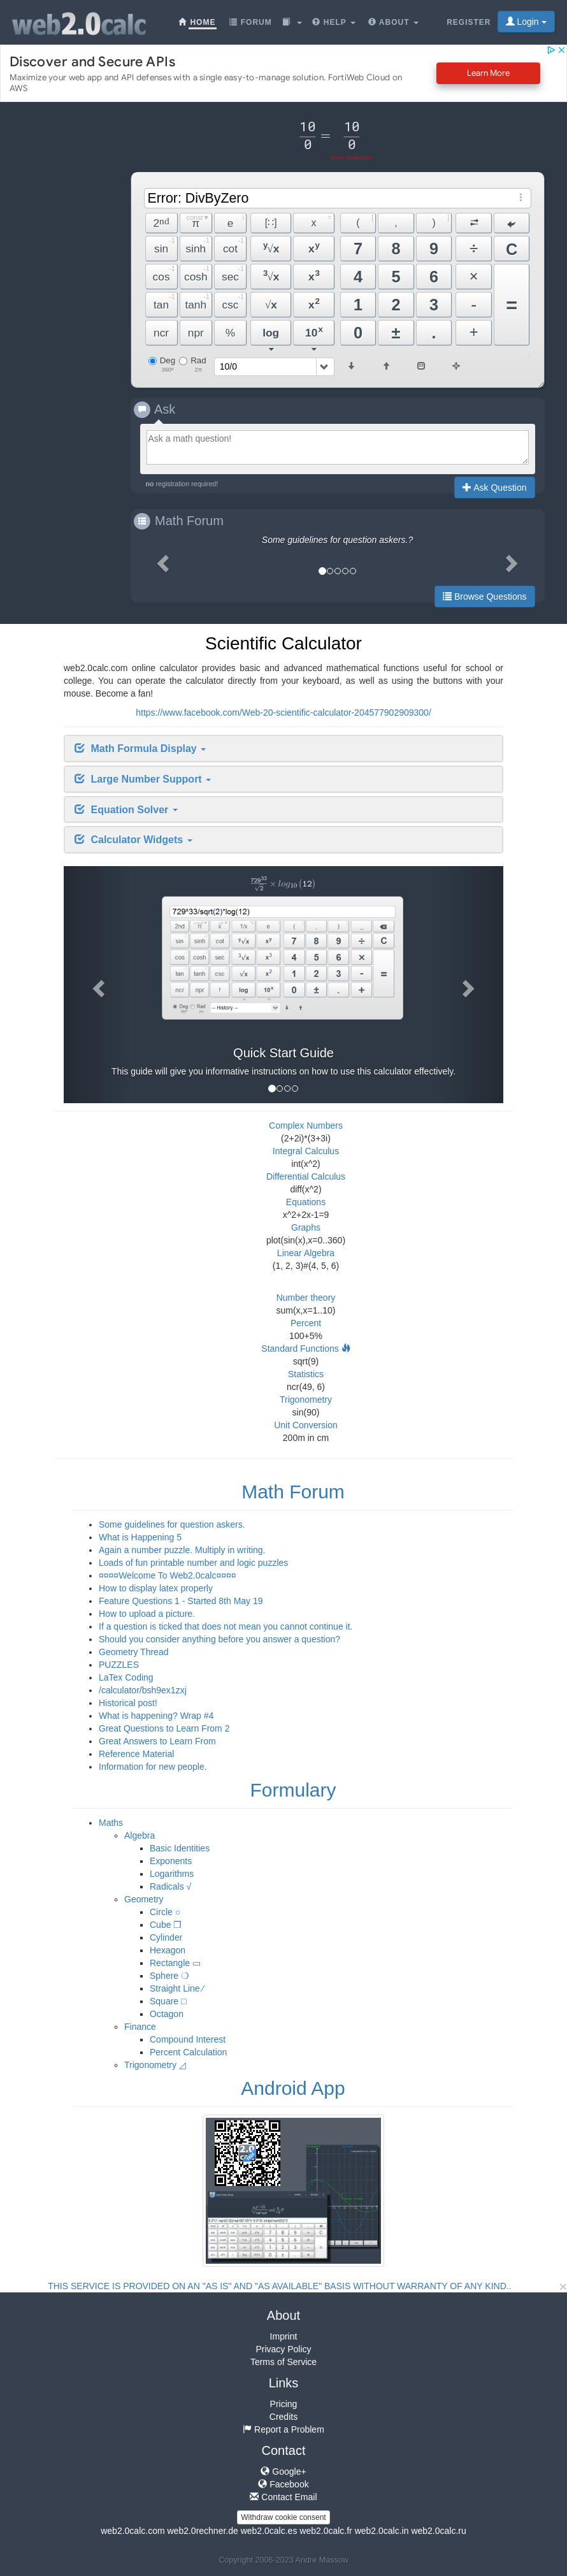 web2.0calc HOME FORUM HELP ABOUT REGISTER Login
Discover and Secure APIs
Maximize your web app and API defenses with a single easy-to-manage solution. FortiWeb Cloud on AWS
Learn More
10/0 = 10/0
Error: DivByZero
2nd π e [∷] x ( , )
sin sinh cot y√x x^y 7 8 9 ÷ C
cos cosh sec 3√x x^3 4 5 6 ×
tan tanh csc √x x^2 1 2 3 - =
ncr npr % log 10^x 0 ± . +
Deg Rad 10/0
360º 2π
Ask
Ask a math question!
no registration required!
Ask Question
Math Forum
Some guidelines for question askers.?
Browse Questions
Scientific Calculator
web2.0calc.com online calculator provides basic and advanced mathematical functions useful for school or
college. You can operate the calculator directly from your keyboard, as well as using the buttons with your
mouse. Become a fan!
https://www.facebook.com/Web-20-scientific-calculator-204577902909300/
Math Formula Display
Large Number Support
Equation Solver
Calculator Widgets
729^33/√2 × log10 (12)
729^33/sqrt(2)*log(12)
Quick Start Guide
This guide will give you informative instructions on how to use this calculator effectively.
Complex Numbers
(2+2i)*(3+3i)
Integral Calculus
int(x^2)
Differential Calculus
diff(x^2)
Equations
x^2+2x-1=9
Graphs
plot(sin(x),x=0..360)
Linear Algebra
(1, 2, 3)#(4, 5, 6)
Number theory
sum(x,x=1..10)
Percent
100+5%
Standard Functions
sqrt(9)
Statistics
ncr(49, 6)
Trigonometry
sin(90)
Unit Conversion
200m in cm
Math Forum
Some guidelines for question askers.
What is Happening 5
Again a number puzzle. Multiply in writing.
Loads of fun printable number and logic puzzles
¤¤¤¤Welcome To Web2.0calc¤¤¤¤
How to display latex properly
Feature Questions 1 - Started 8th May 19
How to upload a picture.
If a question is ticked that does not mean you cannot continue it.
Should you consider anything before you answer a question?
Geometry Thread
PUZZLES
LaTex Coding
/calculator/bsh9ex1zxj
Historical post!
What is happening? Wrap #4
Great Questions to Learn From 2
Great Answers to Learn From
Reference Material
Information for new people.
Formulary
Maths
Algebra
Basic Identities
Exponents
Logarithms
Radicals √
Geometry
Circle ○
Cube ❒
Cylinder
Hexagon
Rectangle ▭
Sphere ❍
Straight Line ⁄
Square □
Octagon
Finance
Compound Interest
Percent Calculation
Trigonometry ◿
Android App
THIS SERVICE IS PROVIDED ON AN "AS IS" AND "AS AVAILABLE" BASIS WITHOUT WARRANTY OF ANY KIND.. ×
About
Imprint
Privacy Policy
Terms of Service
Links
Pricing
Credits
Report a Problem
Contact
Google+
Facebook
Contact Email
Withdraw cookie consent
web2.0calc.com web2.0rechner.de web2.0calc.es web2.0calc.fr web2.0calc.in web2.0calc.ru
Copyright 2006-2023 Andre Massow